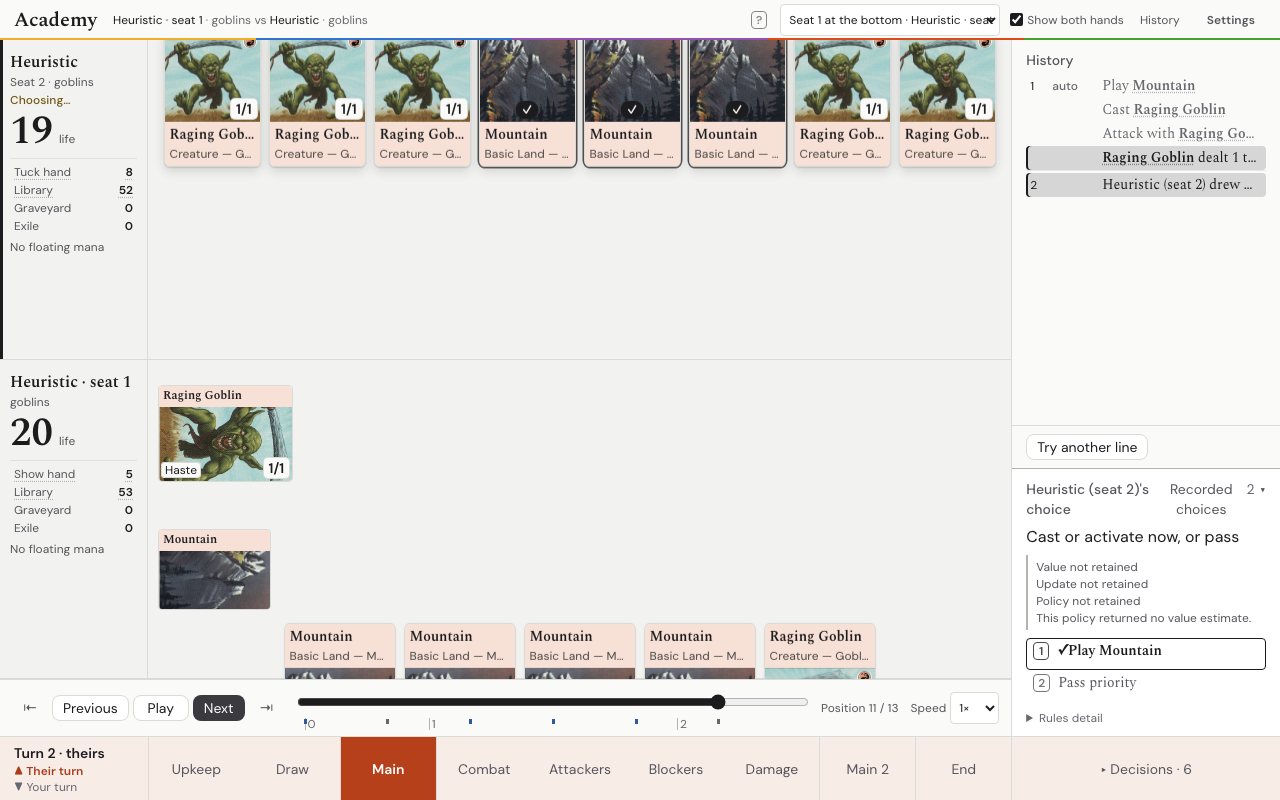 Academy
Heuristic · seat 1 · goblins vs Heuristic · goblins
?
Seat 1 at the bottom · Heuristic · sea
Show both hands
History
Settings
Heuristic
Seat 2 · goblins
Choosing…
19 life
Tuck hand 8
Library 52
Graveyard 0
Exile 0
No floating mana
1/1
1/1
1/1
1/1
1/1
Raging Gob…
Raging Gob…
Raging Gob…
Mountain
Mountain
Mountain
Raging Gob…
Raging Gob…
Creature — G…
Creature — G…
Creature — G…
Basic Land — …
Basic Land — …
Basic Land — …
Creature — G…
Creature — G…
Heuristic · seat 1
goblins
20 life
Show hand 5
Library 53
Graveyard 0
Exile 0
No floating mana
Raging Goblin
Haste
1/1
Mountain
Mountain
Mountain
Mountain
Mountain
Raging Goblin
Basic Land — M…
Basic Land — M…
Basic Land — M…
Basic Land — M…
Creature — Gobl…
History
1 auto Play Mountain
Cast Raging Goblin
Attack with Raging Go…
Raging Goblin dealt 1 t…
2 Heuristic (seat 2) drew …
Try another line
Heuristic (seat 2)'s choice
Recorded choices
2
Cast or activate now, or pass
Value not retained
Update not retained
Policy not retained
This policy returned no value estimate.
1 ✓Play Mountain
2 Pass priority
Rules detail
Previous
Play
Next
0
1
2
Position 11 / 13
Speed
1×
Turn 2 · theirs
Their turn
Your turn
Upkeep
Draw
Main
Combat
Attackers
Blockers
Damage
Main 2
End
Decisions · 6